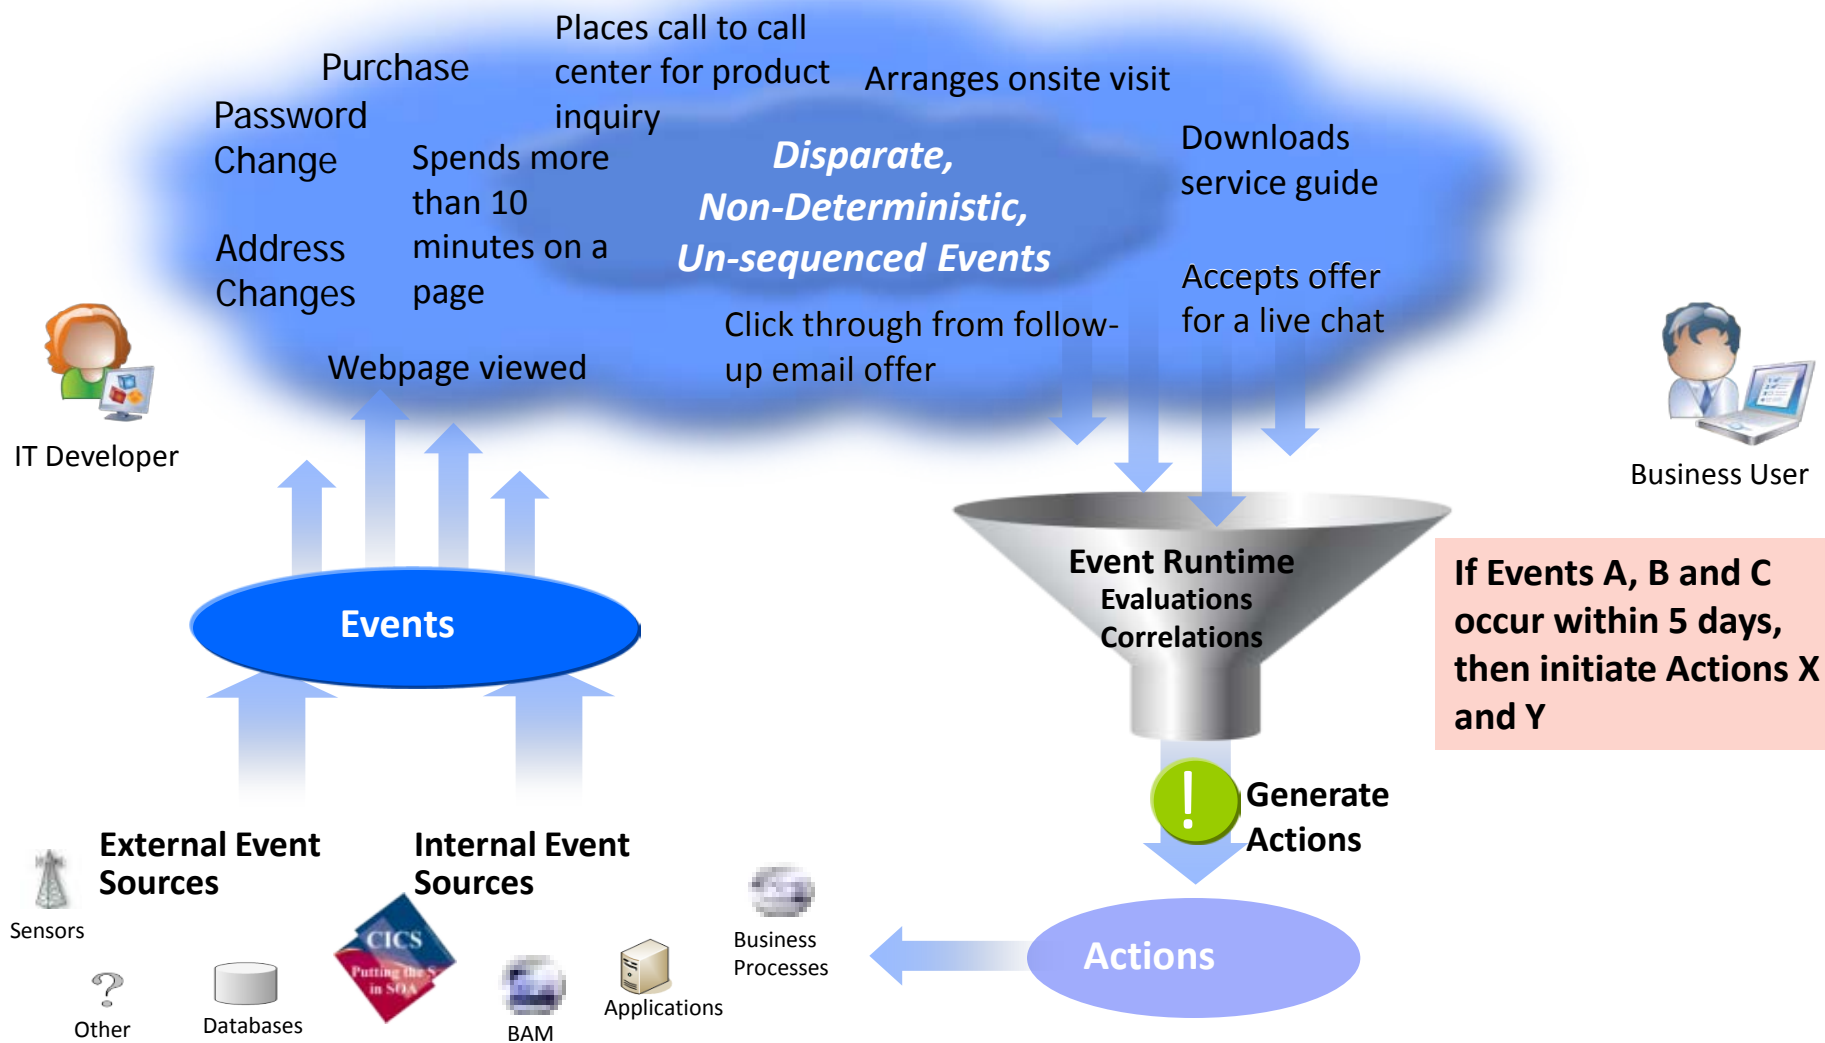 Places call to call
center for product
inquiry
Purchase
Arranges onsite visit
Password
Change
Spends more
than 10
minutes on a
page
Disparate,
Non-Deterministic,
Un-sequenced Events
Downloads
service guide
Address
Changes
Accepts offer
for a live chat
Click through from follow-
up email offer
Webpage viewed
IT Developer
Business User
Events
Event Runtime
Evaluations
Correlations
If Events A, B and C
occur within 5 days,
then initiate Actions X
and Y
!
Generate
Actions
External Event
Sources
Internal Event
Sources
Sensors
CICS
Putting the S
in SOA
Business
Processes
Actions
?
Other
Databases
BAM
Applications